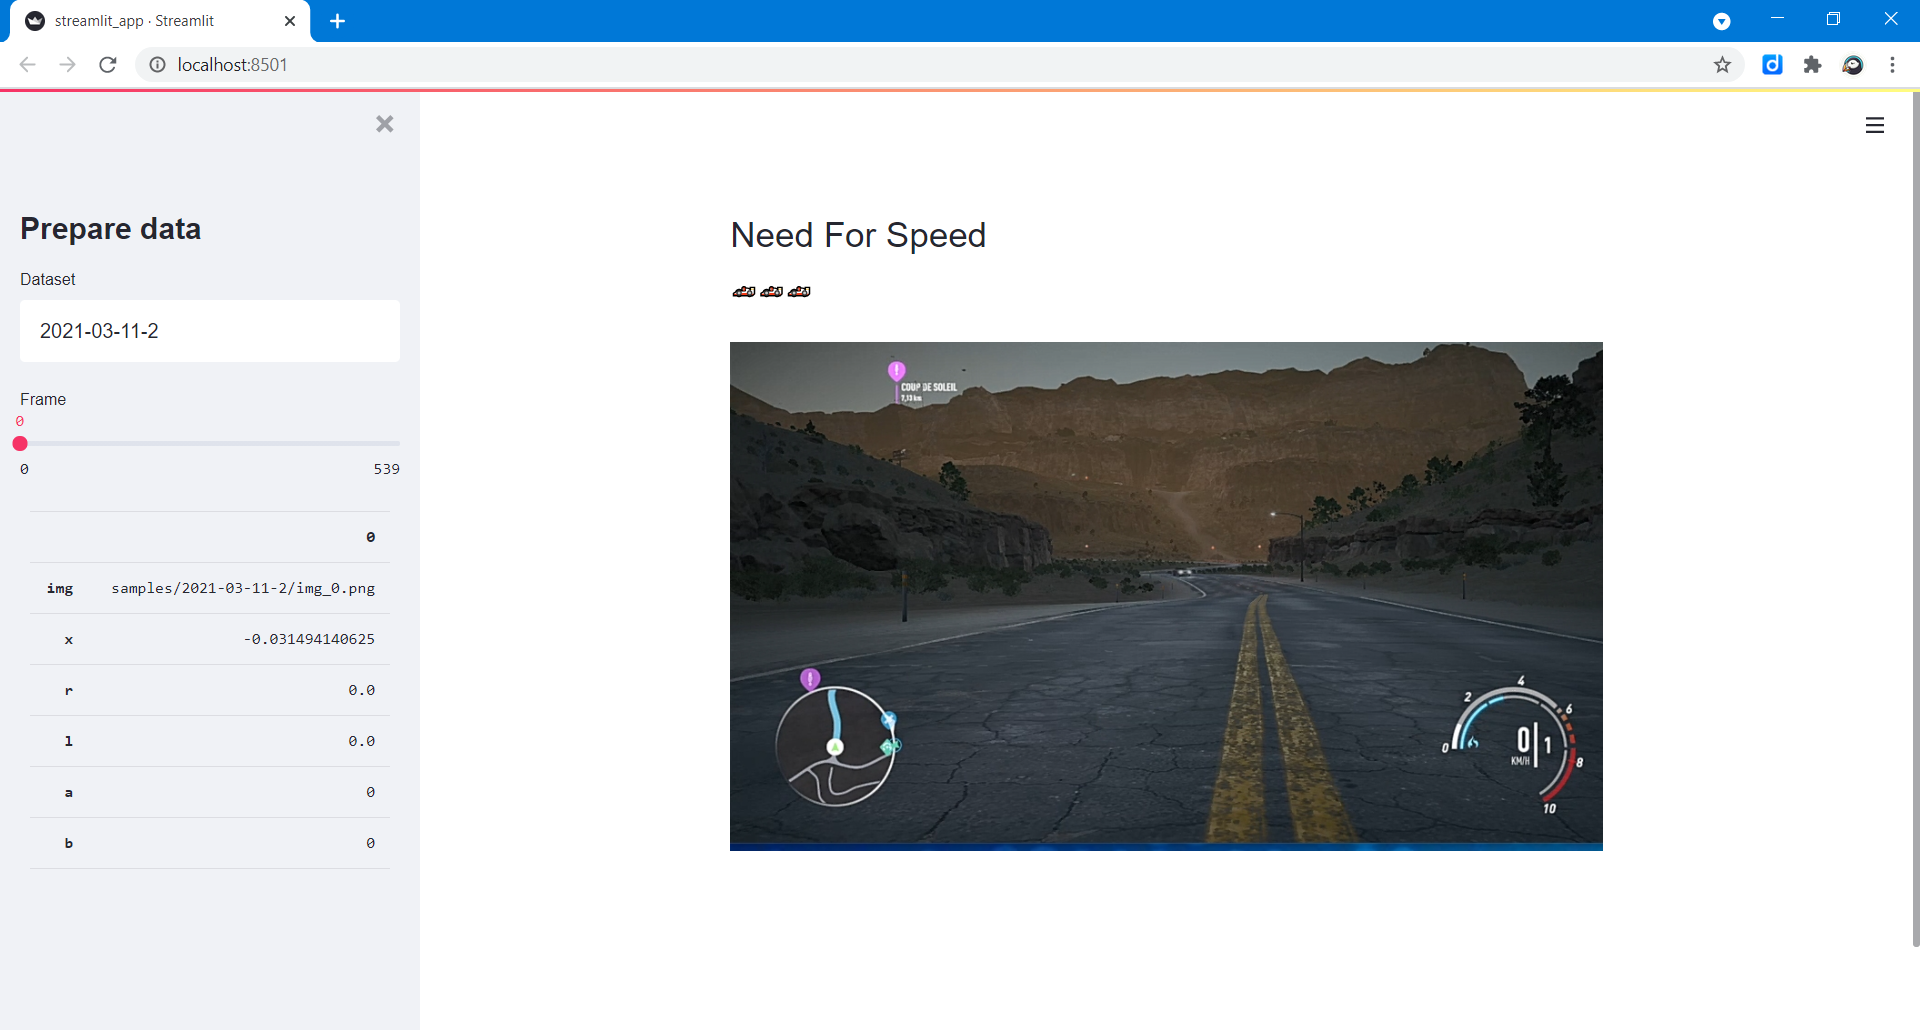 streamlit_app · Streamlit
localhost:8501
Prepare data
Dataset
2021-03-11-2
Frame
0
0 539
0
img samples/2021-03-11-2/img_0.png
x -0.031494140625
r 0.0
l 0.0
a 0
b 0
Need For Speed
COUP DE SOLEIL
7,13 km
0 2 4 6 8 10
0 1
KM/H